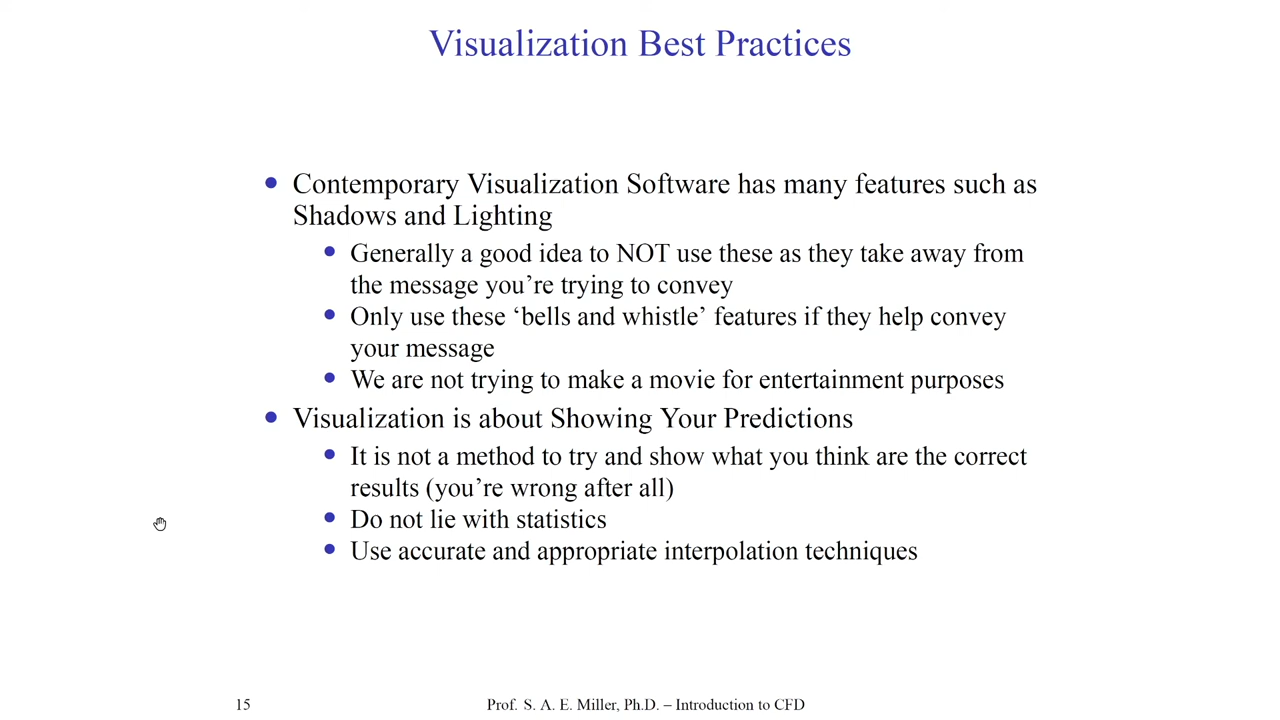 Visualization Best Practices
Contemporary Visualization Software has many features such as
Shadows and Lighting
Generally a good idea to NOT use these as they take away from
the message you’re trying to convey
Only use these ‘bells and whistle’ features if they help convey
your message
We are not trying to make a movie for entertainment purposes
Visualization is about Showing Your Predictions
It is not a method to try and show what you think are the correct
results (you’re wrong after all)
Do not lie with statistics
Use accurate and appropriate interpolation techniques
15 Prof. S. A. E. Miller, Ph.D. – Introduction to CFD